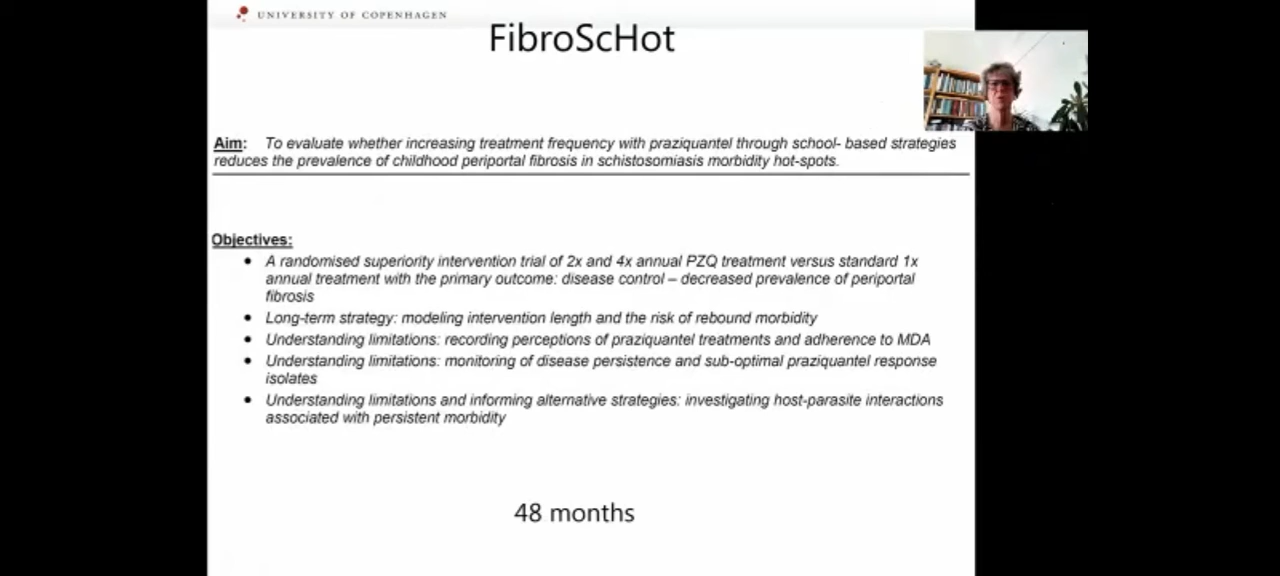 UNIVERSITY OF COPENHAGEN
FibroScHot
Aim: To evaluate whether increasing treatment frequency with praziquantel through school- based strategies
reduces the prevalence of childhood periportal fibrosis in schistosomiasis morbidity hot-spots.
Objectives:
• A randomised superiority intervention trial of 2x and 4x annual PZQ treatment versus standard 1x
annual treatment with the primary outcome: disease control – decreased prevalence of periportal
fibrosis
• Long-term strategy: modeling intervention length and the risk of rebound morbidity
• Understanding limitations: recording perceptions of praziquantel treatments and adherence to MDA
• Understanding limitations: monitoring of disease persistence and sub-optimal praziquantel response
isolates
• Understanding limitations and informing alternative strategies: investigating host-parasite interactions
associated with persistent morbidity
48 months